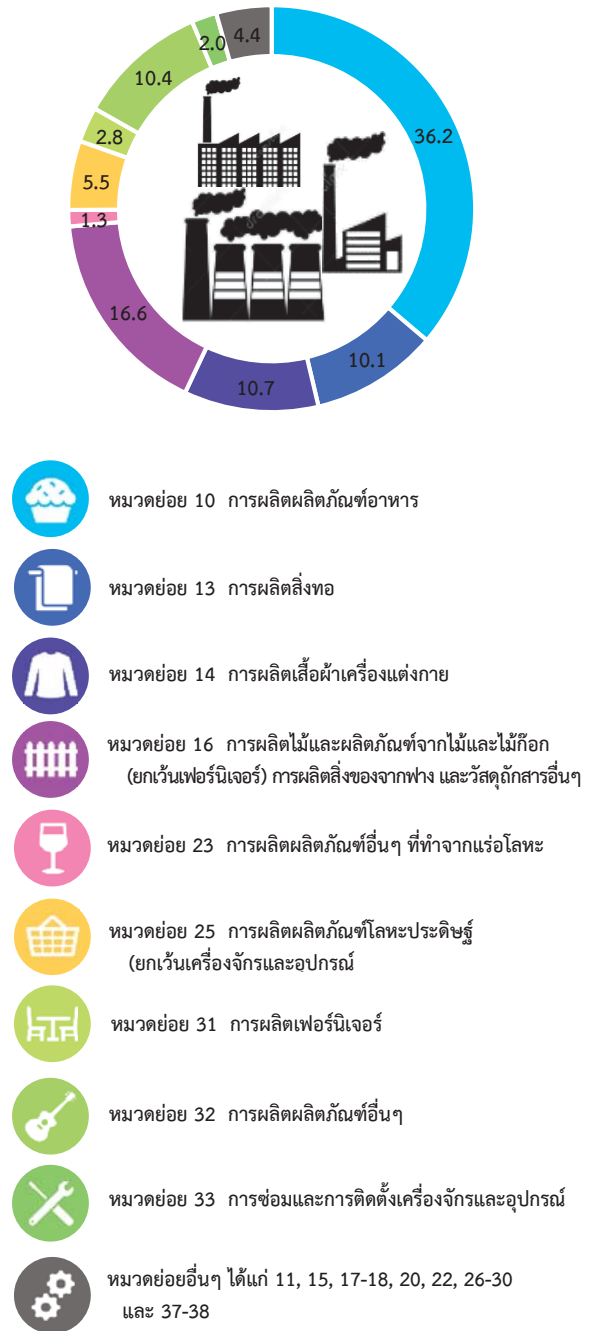 2.0
4.4
10.4
36.2
2.8
5.5
1.3
16.6
10.1
10.7
หมวดย่อย 10 การผลิตผลิตภัณฑ์อาหาร
หมวดย่อย 13 การผลิตสิ่งทอ
หมวดย่อย 14 การผลิตเสื้อผ้าเครื่องแต่งกาย
หมวดย่อย 16 การผลิตไม้และผลิตภัณฑ์จากไม้และไม้ก๊อก
(ยกเว้นเฟอร์นิเจอร์) การผลิตสิ่งของจากฟาง และวัสดุถักสารอื่นๆ
หมวดย่อย 23 การผลิตผลิตภัณฑ์อื่นๆ ที่ทำจากแร่อโลหะ
หมวดย่อย 25 การผลิตผลิตภัณฑ์โลหะประดิษฐ์
(ยกเว้นเครื่องจักรและอุปกรณ์
หมวดย่อย 31 การผลิตเฟอร์นิเจอร์
หมวดย่อย 32 การผลิตผลิตภัณฑ์อื่นๆ
หมวดย่อย 33 การซ่อมและการติดตั้งเครื่องจักรและอุปกรณ์
หมวดย่อยอื่นๆ ได้แก่ 11, 15, 17-18, 20, 22, 26-30
และ 37-38